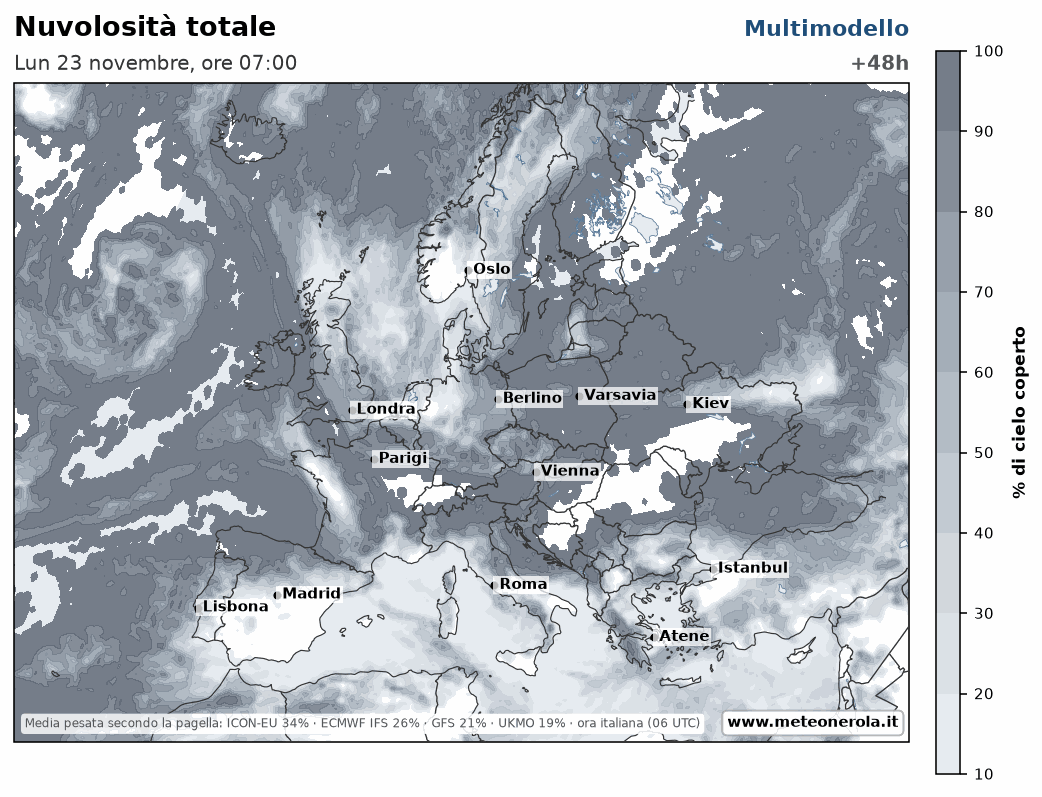 Nuvolosità totale
Multimodello
Lun 23 novembre, ore 07:00
+48h
100
90
80
70
60
50
40
30
20
10
% di cielo coperto
Oslo
Londra
Berlino
Varsavia
Kiev
Parigi
Vienna
Istanbul
Roma
Madrid
Lisbona
Atene
Media pesata secondo la pagella: ICON-EU 34% · ECMWF IFS 26% · GFS 21% · UKMO 19% · ora italiana (06 UTC)
www.meteonerola.it